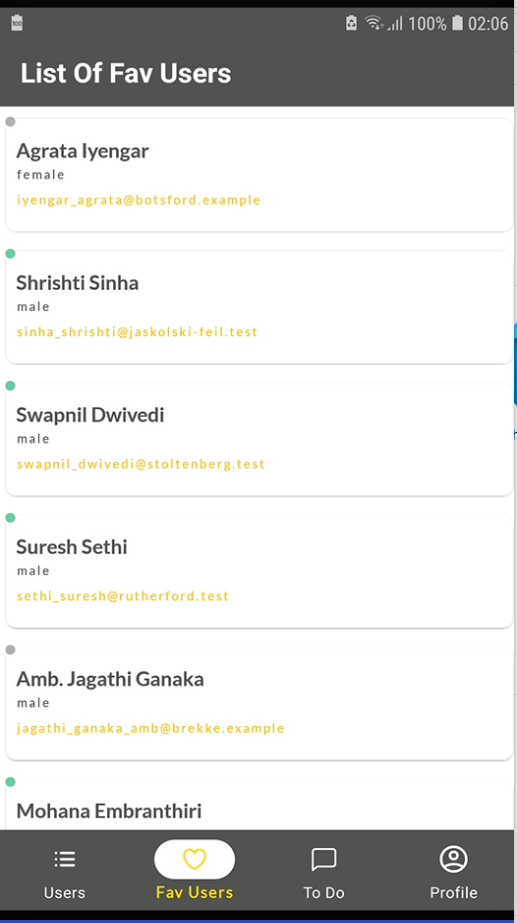 100
100% 02:06
List Of Fav Users
Agrata Iyengar
female
iyengar_agrata@botsford.example
Shrishti Sinha
male
sinha_shrishti@jaskolski-feil.test
Swapnil Dwivedi
male
swapnil_dwivedi@stoltenberg.test
Suresh Sethi
male
sethi_suresh@rutherford.test
Amb. Jagathi Ganaka
male
jagathi_ganaka_amb@brekke.example
Mohana Embranthiri
Users
Fav Users
To Do
Profile